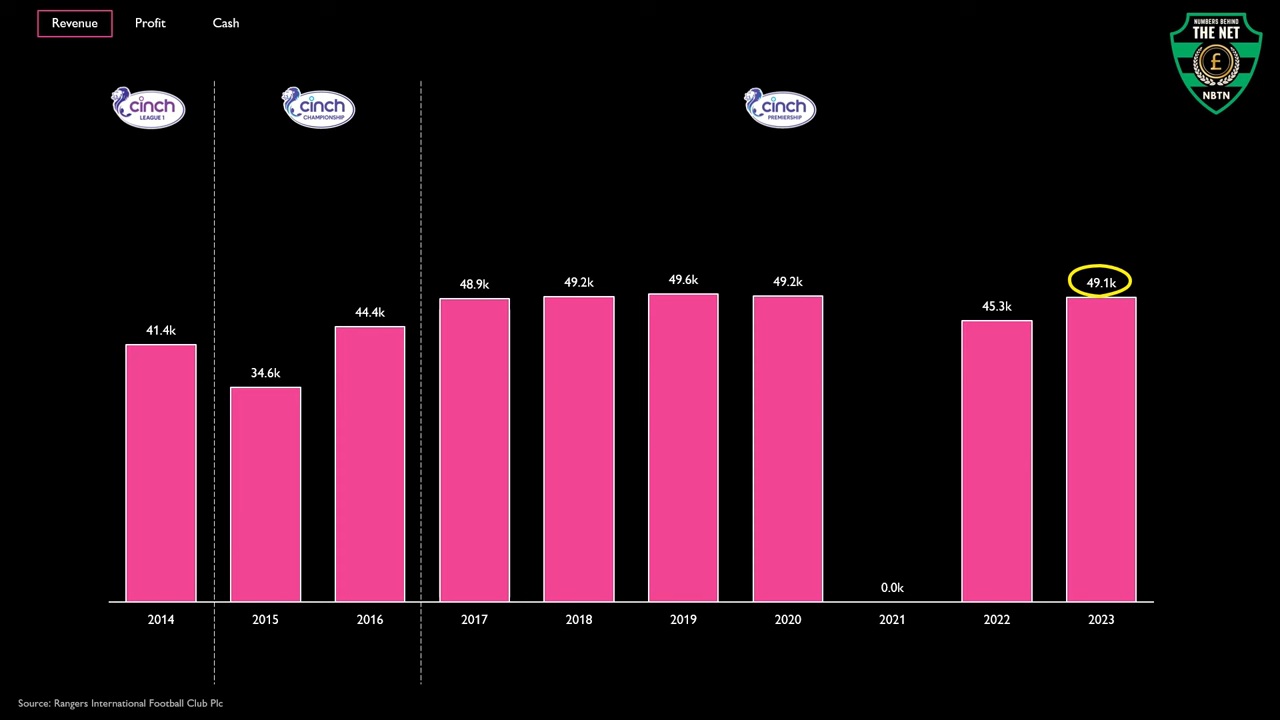 Revenue
Profit
Cash
NUMBERS BEHIND
THE NET
£
NBTN
cinch
LEAGUE 1
cinch
CHAMPIONSHIP
cinch
PREMIERSHIP
41.4k
34.6k
44.4k
48.9k
49.2k
49.6k
49.2k
0.0k
45.3k
49.1k
2014
2015
2016
2017
2018
2019
2020
2021
2022
2023
Source: Rangers International Football Club Plc